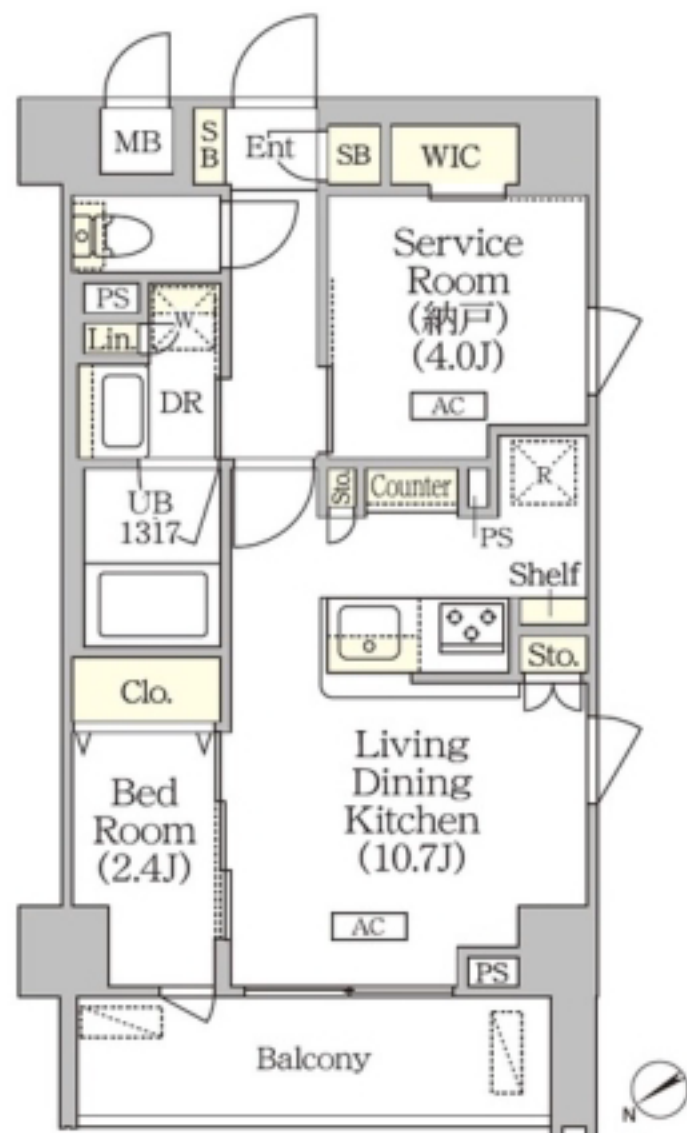 MB
S
B
Ent
SB
WIC
Service
Room
(納戸)
(4.0J)
AC
PS
Lin.
W
DR
UB
1317
Sto.
Counter
PS
R
Shelf
Sto.
Clo.
Bed
Room
(2.4J)
Living
Dining
Kitchen
(10.7J)
AC
PS
Balcony
N